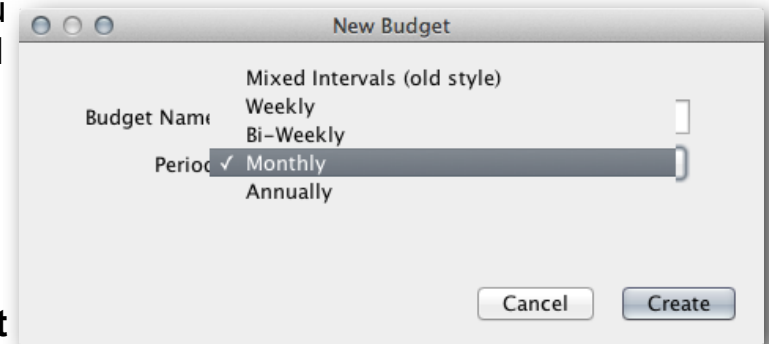 New Budget
Mixed Intervals (old style)
Budget Name
Weekly
Bi-Weekly
Period ✓ Monthly
Annually
Cancel Create
t